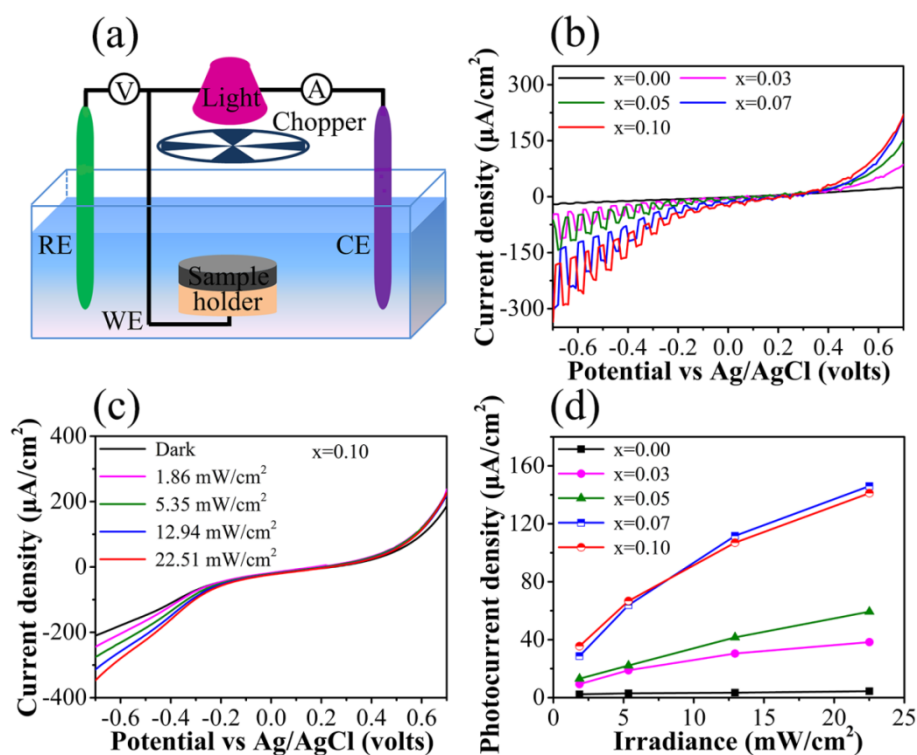 (a)
V
Light
A
Chopper
RE
CE
Sample
holder
WE
(b)
Current density (μA/cm²)
300
150
0
-150
-300
x=0.00
x=0.03
x=0.05
x=0.07
x=0.10
-0.6 -0.4 -0.2 0.0 0.2 0.4 0.6
Potential vs Ag/AgCl (volts)
(c)
Current density (μA/cm²)
400
200
0
-200
-400
Dark
x=0.10
1.86 mW/cm²
5.35 mW/cm²
12.94 mW/cm²
22.51 mW/cm²
-0.6 -0.4 -0.2 0.0 0.2 0.4 0.6
Potential vs Ag/AgCl (volts)
(d)
Photocurrent density (μA/cm²)
160
120
80
40
0
x=0.00
x=0.03
x=0.05
x=0.07
x=0.10
0 5 10 15 20 25
Irradiance (mW/cm²)